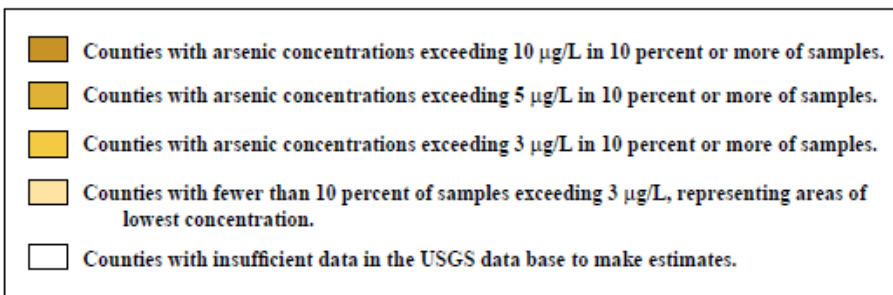 Counties with arsenic concentrations exceeding 10 µg/L in 10 percent or more of samples.
Counties with arsenic concentrations exceeding 5 µg/L in 10 percent or more of samples.
Counties with arsenic concentrations exceeding 3 µg/L in 10 percent or more of samples.
Counties with fewer than 10 percent of samples exceeding 3 µg/L, representing areas of
lowest concentration.
Counties with insufficient data in the USGS data base to make estimates.